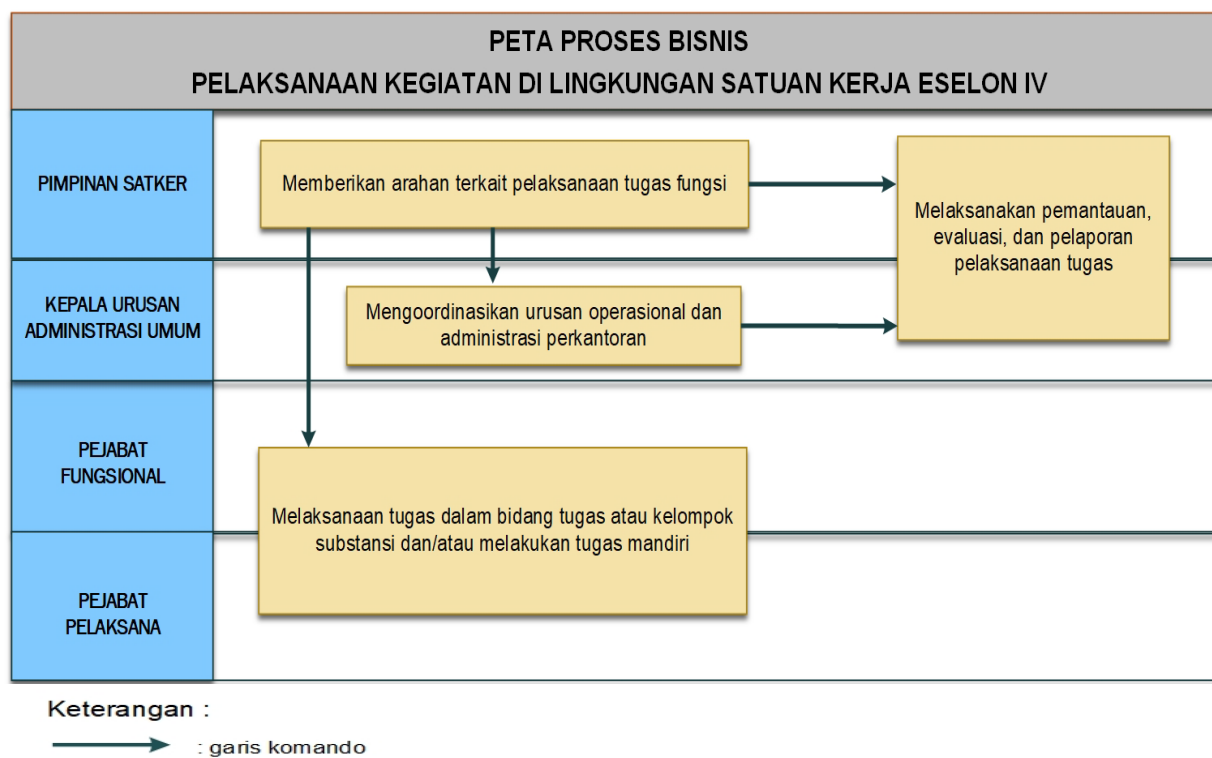 PETA PROSES BISNIS
PELAKSANAAN KEGIATAN DI LINGKUNGAN SATUAN KERJA ESELON IV
PIMPINAN SATKER
Memberikan arahan terkait pelaksanaan tugas fungsi
Melaksanakan pemantauan,
evaluasi, dan pelaporan
pelaksanaan tugas
KEPALA URUSAN
ADMINISTRASI UMUM
Mengoordinasikan urusan operasional dan
administrasi perkantoran
PEJABAT
FUNGSIONAL
Melaksanaan tugas dalam bidang tugas atau kelompok
substansi dan/atau melakukan tugas mandiri
PEJABAT
PELAKSANA
Keterangan :
: garis komando